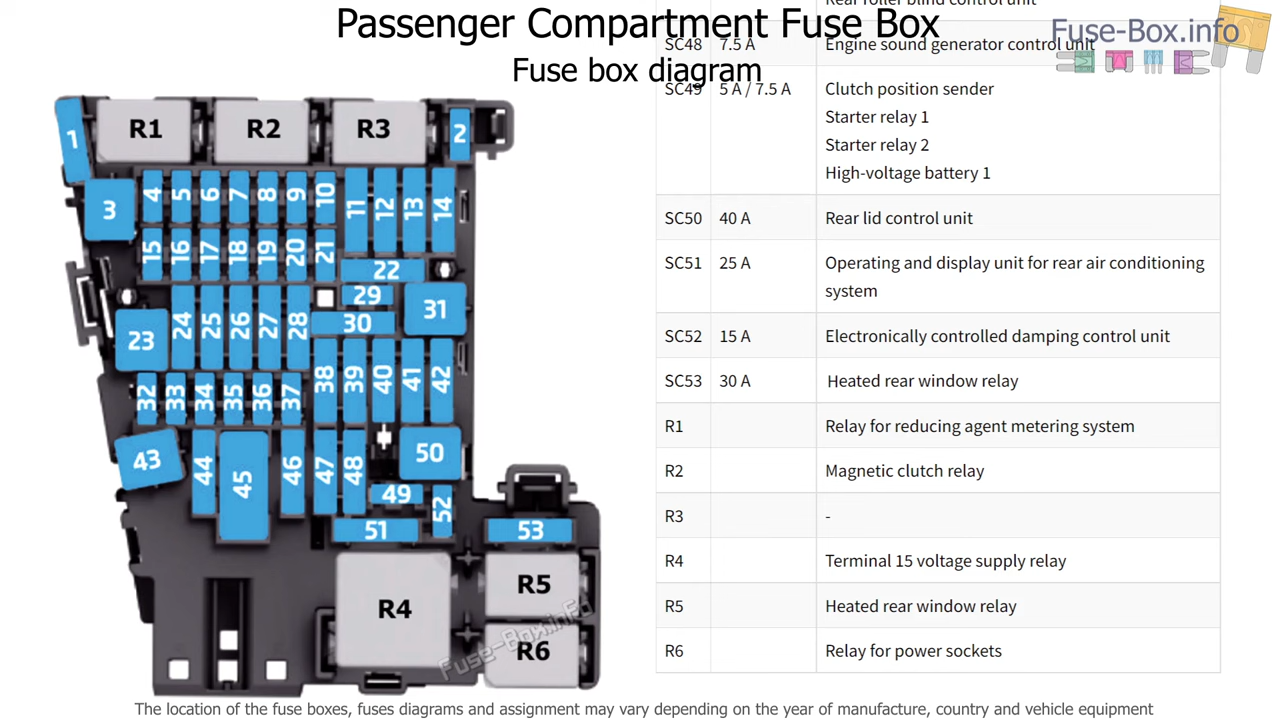 Passenger Compartment Fuse Box
Fuse box diagram
Fuse-Box.info
Rear roller blind control unit
SC48 7.5 A Engine sound generator control unit
SC49 5 A / 7.5 A Clutch position sender
Starter relay 1
Starter relay 2
High-voltage battery 1
SC50 40 A Rear lid control unit
SC51 25 A Operating and display unit for rear air conditioning
system
SC52 15 A Electronically controlled damping control unit
SC53 30 A Heated rear window relay
R1 Relay for reducing agent metering system
R2 Magnetic clutch relay
R3 -
R4 Terminal 15 voltage supply relay
R5 Heated rear window relay
R6 Relay for power sockets
1 R1 R2 R3 2
3 4 5 6 7 8 9 10 11 12 13 14
15 16 17 18 19 20 21
22
29
23 24 25 26 27 28 30 31
32 33 34 35 36 37 38 39 40 41 42
43 44 45 46 47 48 50
49
51 52 53
R4 R5
R6
Fuse-Box.info
The location of the fuse boxes, fuses diagrams and assignment may vary depending on the year of manufacture, country and vehicle equipment